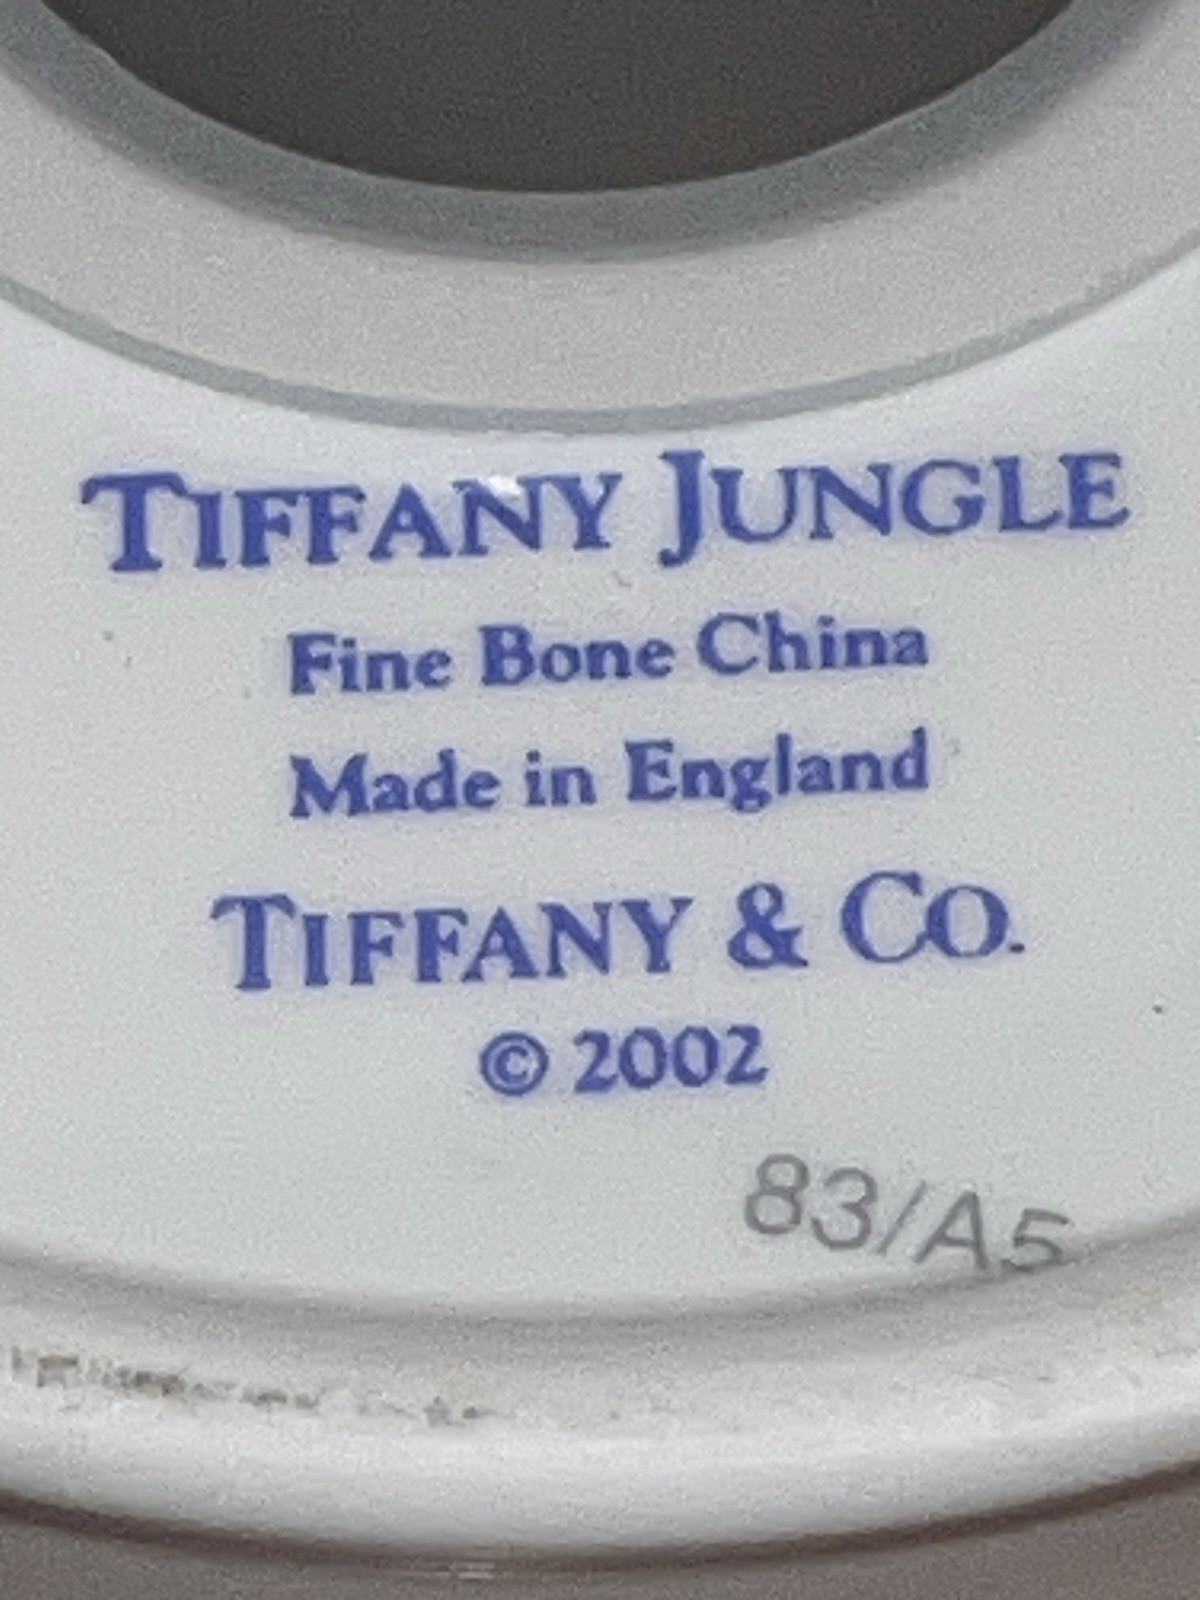 TIFFANY JUNGLE
Fine Bone China
Made in England
TIFFANY & CO.
© 2002
83/A5